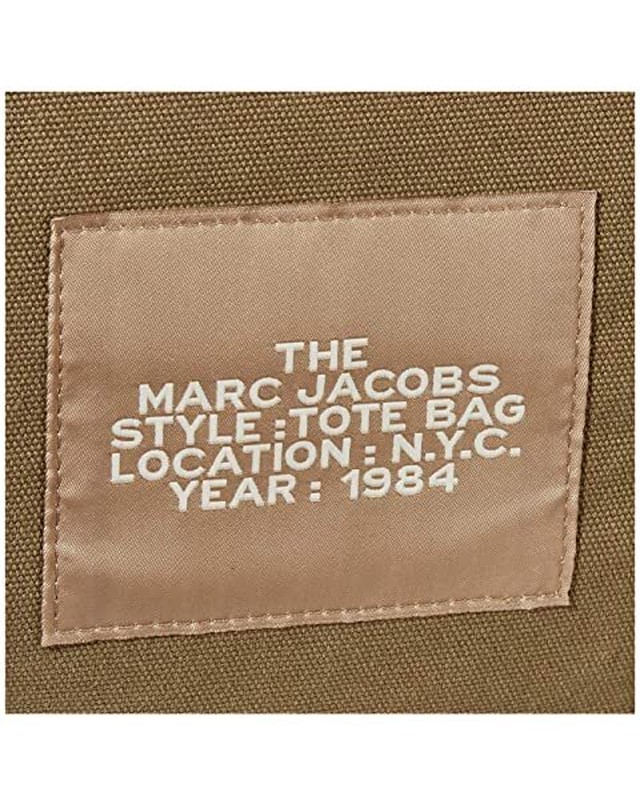 THE
MARC JACOBS
STYLE : TOTE BAG
LOCATION : N.Y.C.
YEAR : 1984